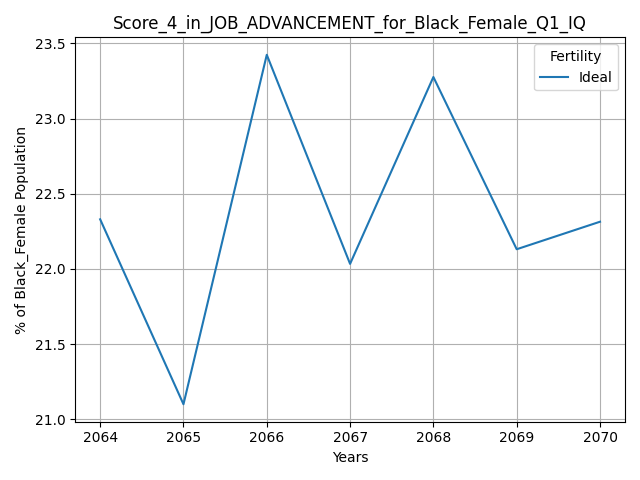 Score_4_in_JOB_ADVANCEMENT_for_Black_Female_Q1_IQ
Fertility
Ideal
% of Black_Female Population
23.5
23.0
22.5
22.0
21.5
21.0
2064 2065 2066 2067 2068 2069 2070
Years